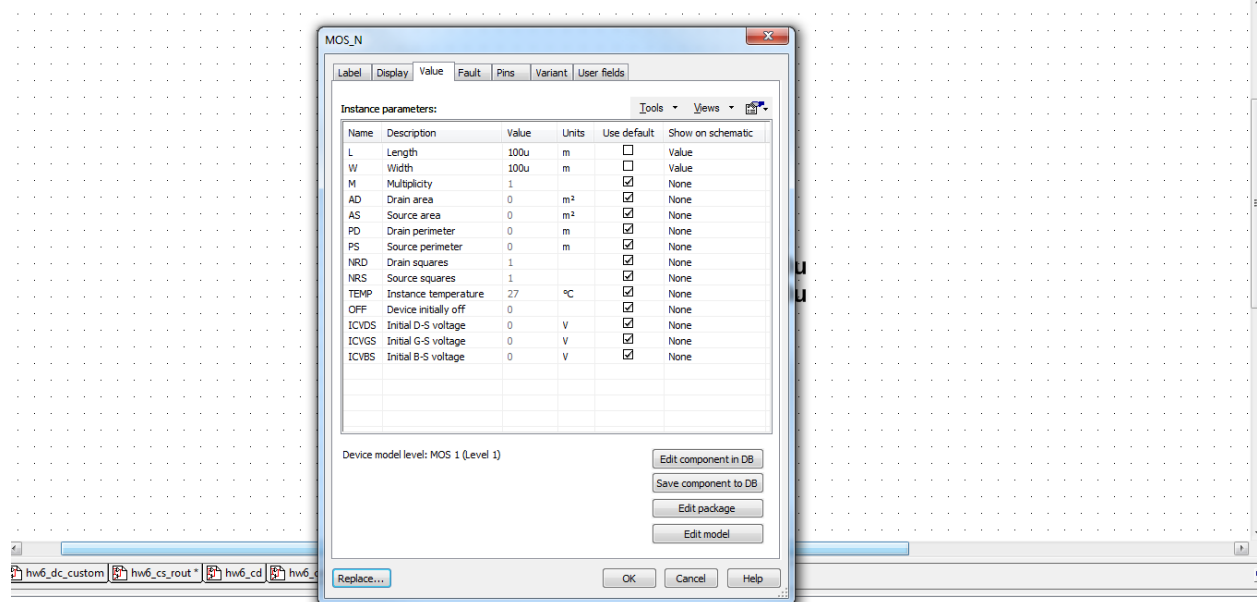 MOS_N
Label Display Value Fault Pins Variant User fields
Instance parameters: Tools Views
Name Description Value Units Use default Show on schematic
L Length 100u m Value
W Width 100u m Value
M Multiplicity 1 None
AD Drain area 0 m² None
AS Source area 0 m² None
PD Drain perimeter 0 m None
PS Source perimeter 0 m None
NRD Drain squares 1 None
NRS Source squares 1 None
TEMP Instance temperature 27 ºC None
OFF Device initially off 0 None
ICVDS Initial D-S voltage 0 V None
ICVGS Initial G-S voltage 0 V None
ICVBS Initial B-S voltage 0 V None
u
u
Device model level: MOS 1 (Level 1)
Edit component in DB
Save component to DB
Edit package
Edit model
hw6_dc_custom hw6_cs_rout * hw6_cd
Replace... OK Cancel Help